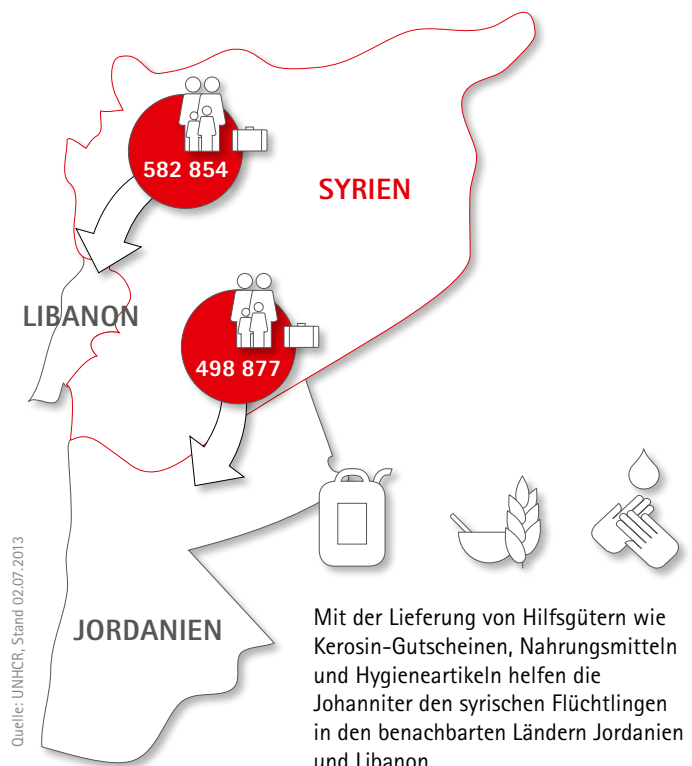 582 854
SYRIEN
LIBANON
498 877
JORDANIEN
Quelle: UNHCR, Stand 02.07.2013
Mit der Lieferung von Hilfsgütern wie
Kerosin-Gutscheinen, Nahrungsmitteln
und Hygieneartikeln helfen die
Johanniter den syrischen Flüchtlingen
in den benachbarten Ländern Jordanien
und Libanon